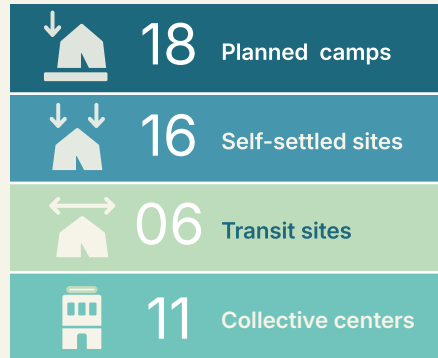 18 Planned camps
16 Self-settled sites
06 Transit sites
11 Collective centers